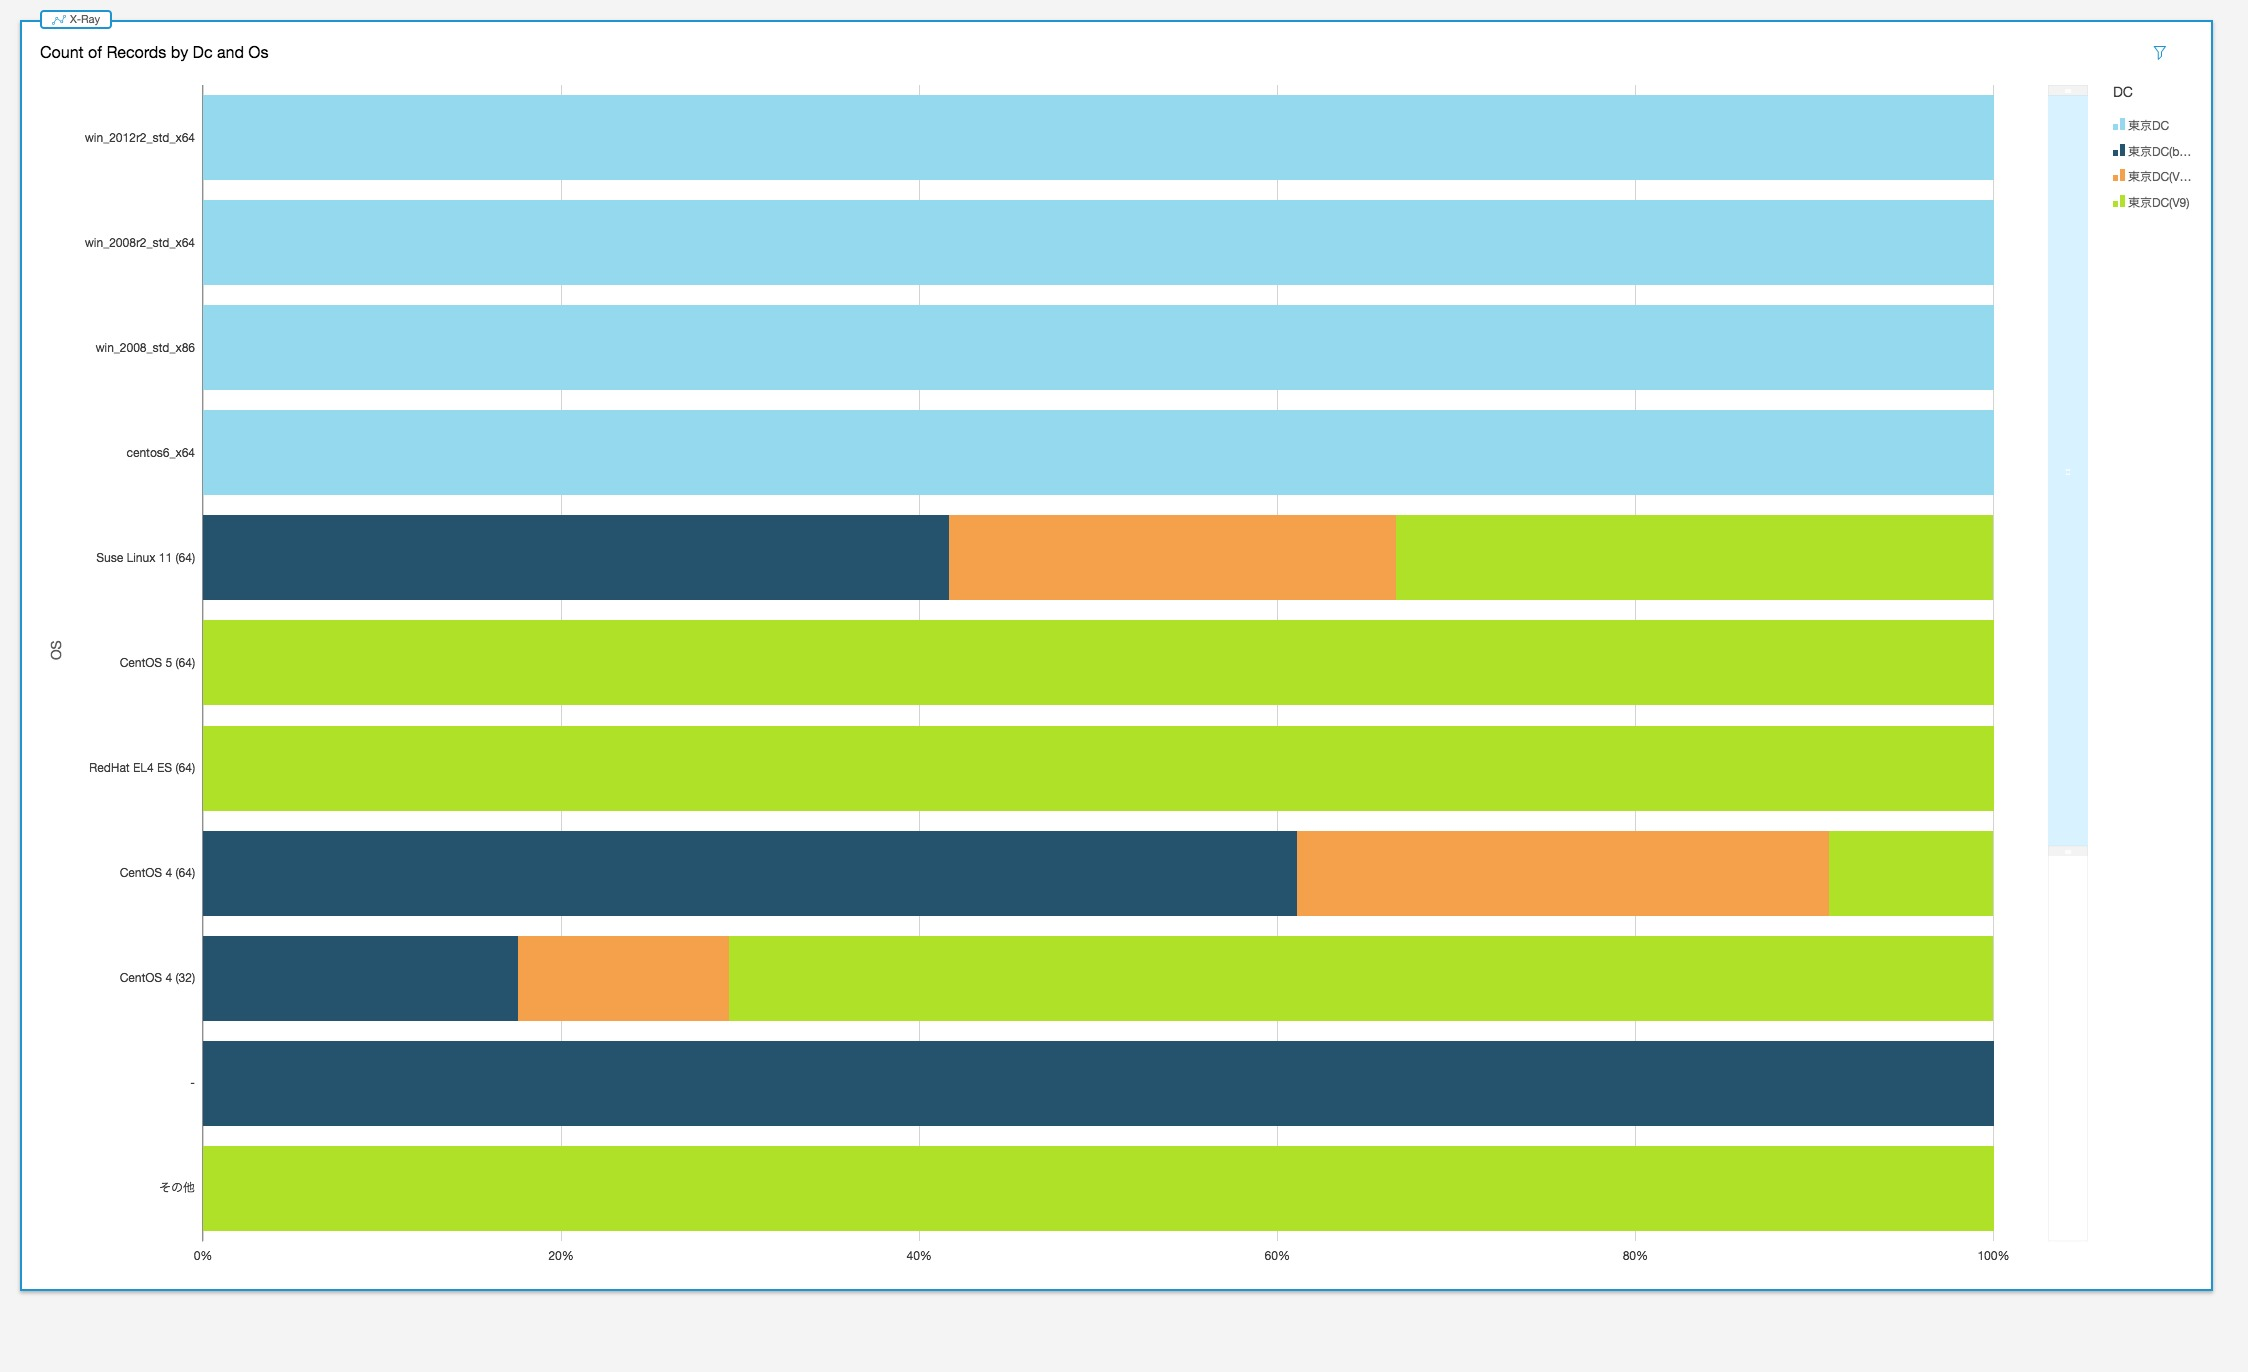 X-Ray
Count of Records by Dc and Os
DC
東京DC
東京DC(b...
東京DC(V...
東京DC(V9)
OS
win_2012r2_std_x64
win_2008r2_std_x64
win_2008_std_x86
centos6_x64
Suse Linux 11 (64)
CentOS 5 (64)
RedHat EL4 ES (64)
CentOS 4 (64)
CentOS 4 (32)
-
その他
0% 20% 40% 60% 80% 100%